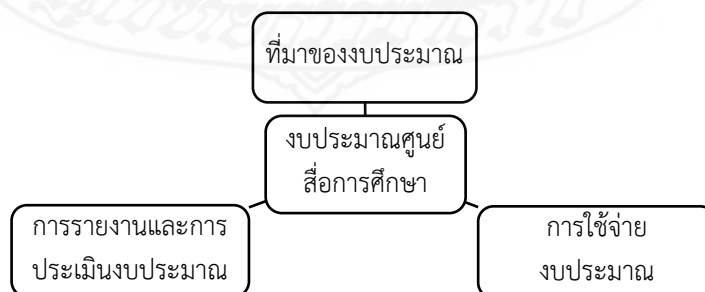 ที่มาของงบประมาณ
งบประมาณศูนย์
สื่อการศึกษา
การรายงานและการ
ประเมินงบประมาณ
การใช้จ่าย
งบประมาณ